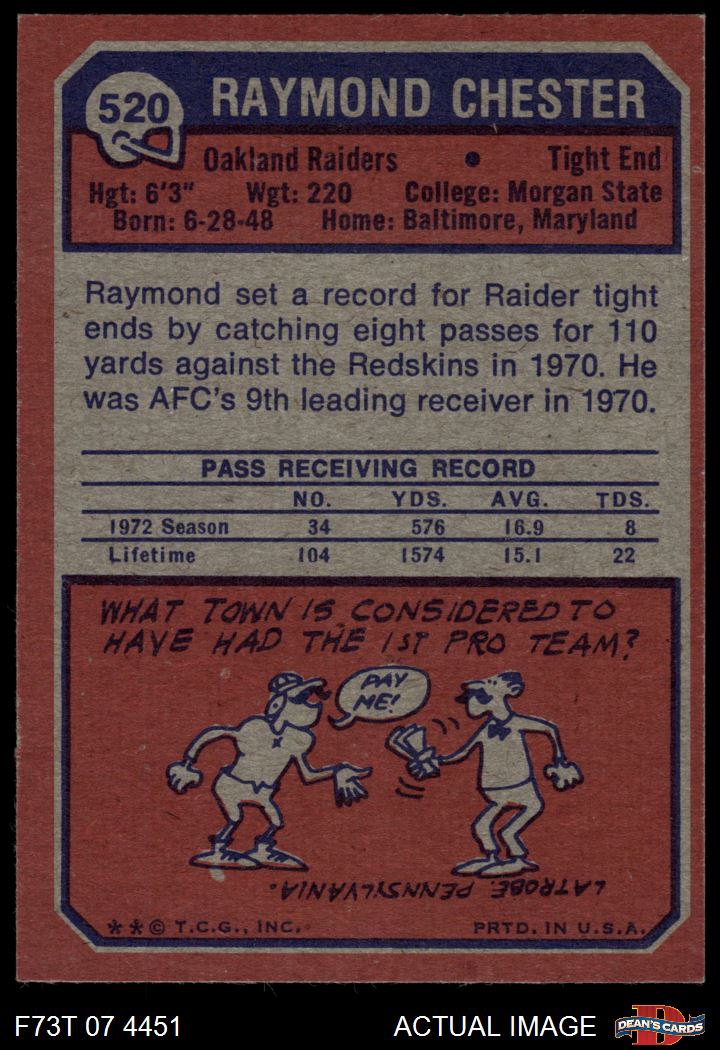 520 RAYMOND CHESTER
Oakland Raiders • Tight End
Hgt: 6'3" Wgt: 220 College: Morgan State
Born: 6-28-48 Home: Baltimore, Maryland
Raymond set a record for Raider tight
ends by catching eight passes for 110
yards against the Redskins in 1970. He
was AFC's 9th leading receiver in 1970.
PASS RECEIVING RECORD
NO. YDS. AVG. TDS.
1972 Season 34 576 16.9 8
Lifetime 104 1574 15.1 22
WHAT TOWN IS CONSIDERED TO
HAVE HAD THE 1ST PRO TEAM?
PAY
ME!
LATROBE, PENNSYLVANIA.
**© T.C.G., INC. PRTD. IN U.S.A.
F73T 07 4451 ACTUAL IMAGE
DEAN'S CARDS